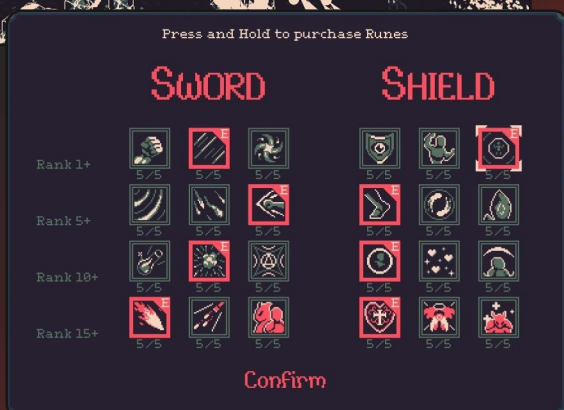 Press and Hold to purchase Runes
SWORD SHIELD
E E
Rank 1+
5/5 5/5 5/5 5/5 5/5 5/5
E E
Rank 5+
5/5 5/5 5/5 5/5 5/5 5/5
E E
Rank 10+
5/5 5/5 5/5 5/5 5/5 5/5
E E
Rank 15+
5/5 5/5 5/5 5/5 5/5 5/5
Confirm